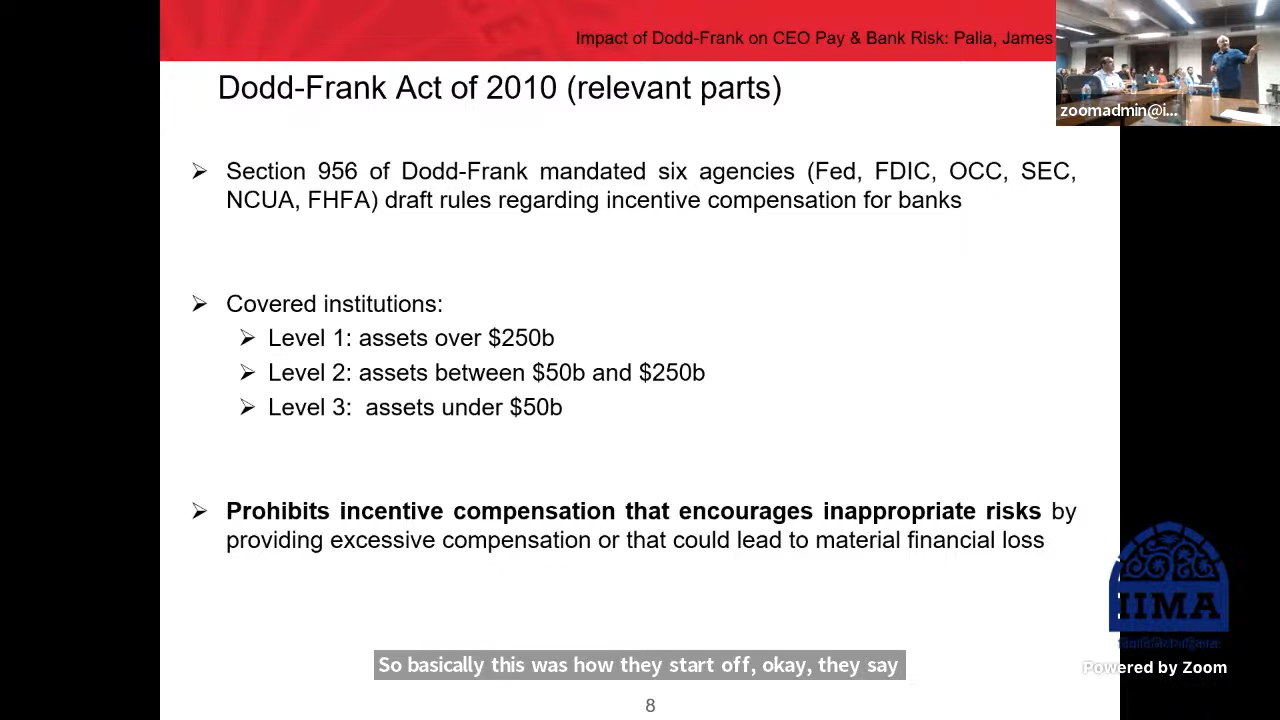 Impact of Dodd-Frank on CEO Pay & Bank Risk: Palia, James
zoomadmin@i...
Dodd-Frank Act of 2010 (relevant parts)
Section 956 of Dodd-Frank mandated six agencies (Fed, FDIC, OCC, SEC,
NCUA, FHFA) draft rules regarding incentive compensation for banks
Covered institutions:
Level 1: assets over $250b
Level 2: assets between $50b and $250b
Level 3: assets under $50b
Prohibits incentive compensation that encourages inappropriate risks by
providing excessive compensation or that could lead to material financial loss
IIMA
Powered by Zoom
So basically this was how they start off, okay, they say
8